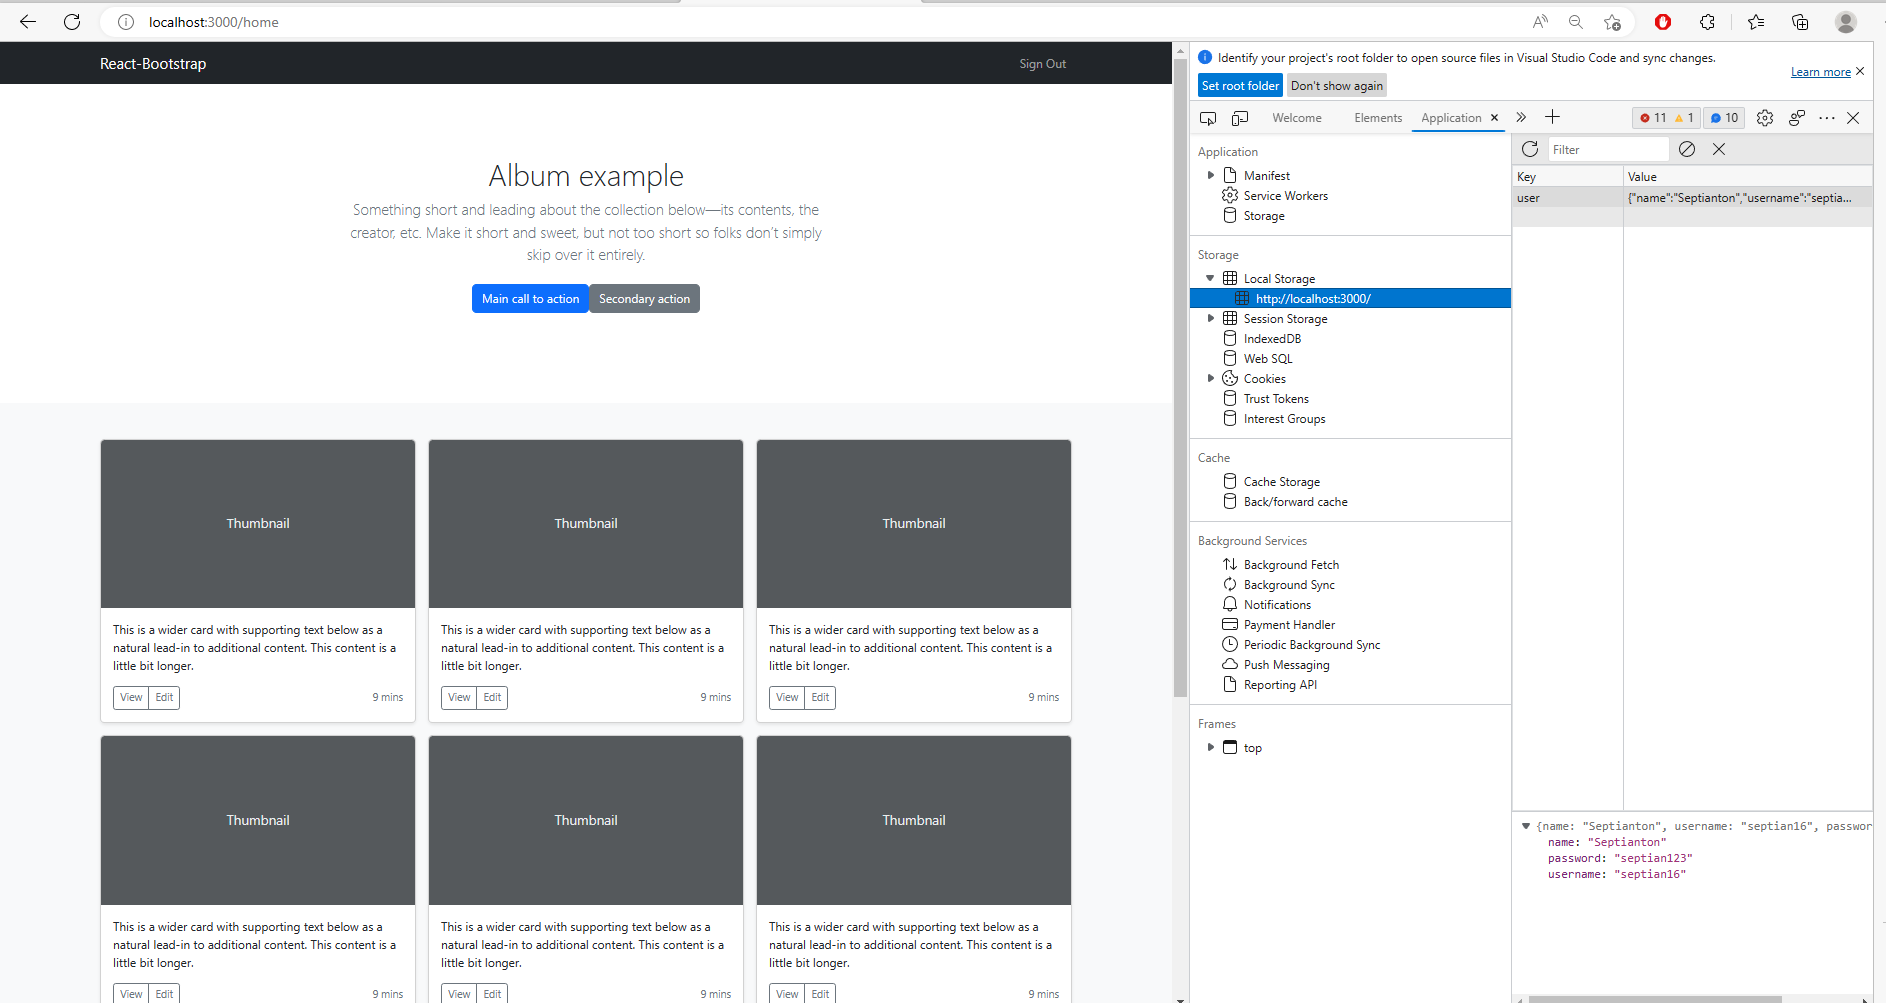 localhost:3000/home
React-Bootstrap
Sign Out
Album example
Something short and leading about the collection below—its contents, the
creator, etc. Make it short and sweet, but not too short so folks don't simply
skip over it entirely.
Main call to action
Secondary action
Thumbnail
Thumbnail
Thumbnail
This is a wider card with supporting text below as a
natural lead-in to additional content. This content is a
little bit longer.
View Edit 9 mins
This is a wider card with supporting text below as a
natural lead-in to additional content. This content is a
little bit longer.
View Edit 9 mins
This is a wider card with supporting text below as a
natural lead-in to additional content. This content is a
little bit longer.
View Edit 9 mins
Thumbnail
Thumbnail
Thumbnail
This is a wider card with supporting text below as a
natural lead-in to additional content. This content is a
little bit longer.
View Edit 9 mins
This is a wider card with supporting text below as a
natural lead-in to additional content. This content is a
little bit longer.
View Edit 9 mins
This is a wider card with supporting text below as a
natural lead-in to additional content. This content is a
little bit longer.
View Edit 9 mins
Identify your project's root folder to open source files in Visual Studio Code and sync changes.
Set root folder Don't show again
Learn more
Welcome Elements Application 11 1 10
Application
Manifest
Service Workers
Storage
Storage
Local Storage
http://localhost:3000/
Session Storage
IndexedDB
Web SQL
Cookies
Trust Tokens
Interest Groups
Cache
Cache Storage
Back/forward cache
Background Services
Background Fetch
Background Sync
Notifications
Payment Handler
Periodic Background Sync
Push Messaging
Reporting API
Frames
top
Filter
Key Value
user {"name":"Septianton","username":"septia...
{name: "Septianton", username: "septian16", passwor
name: "Septianton"
password: "septian123"
username: "septian16"